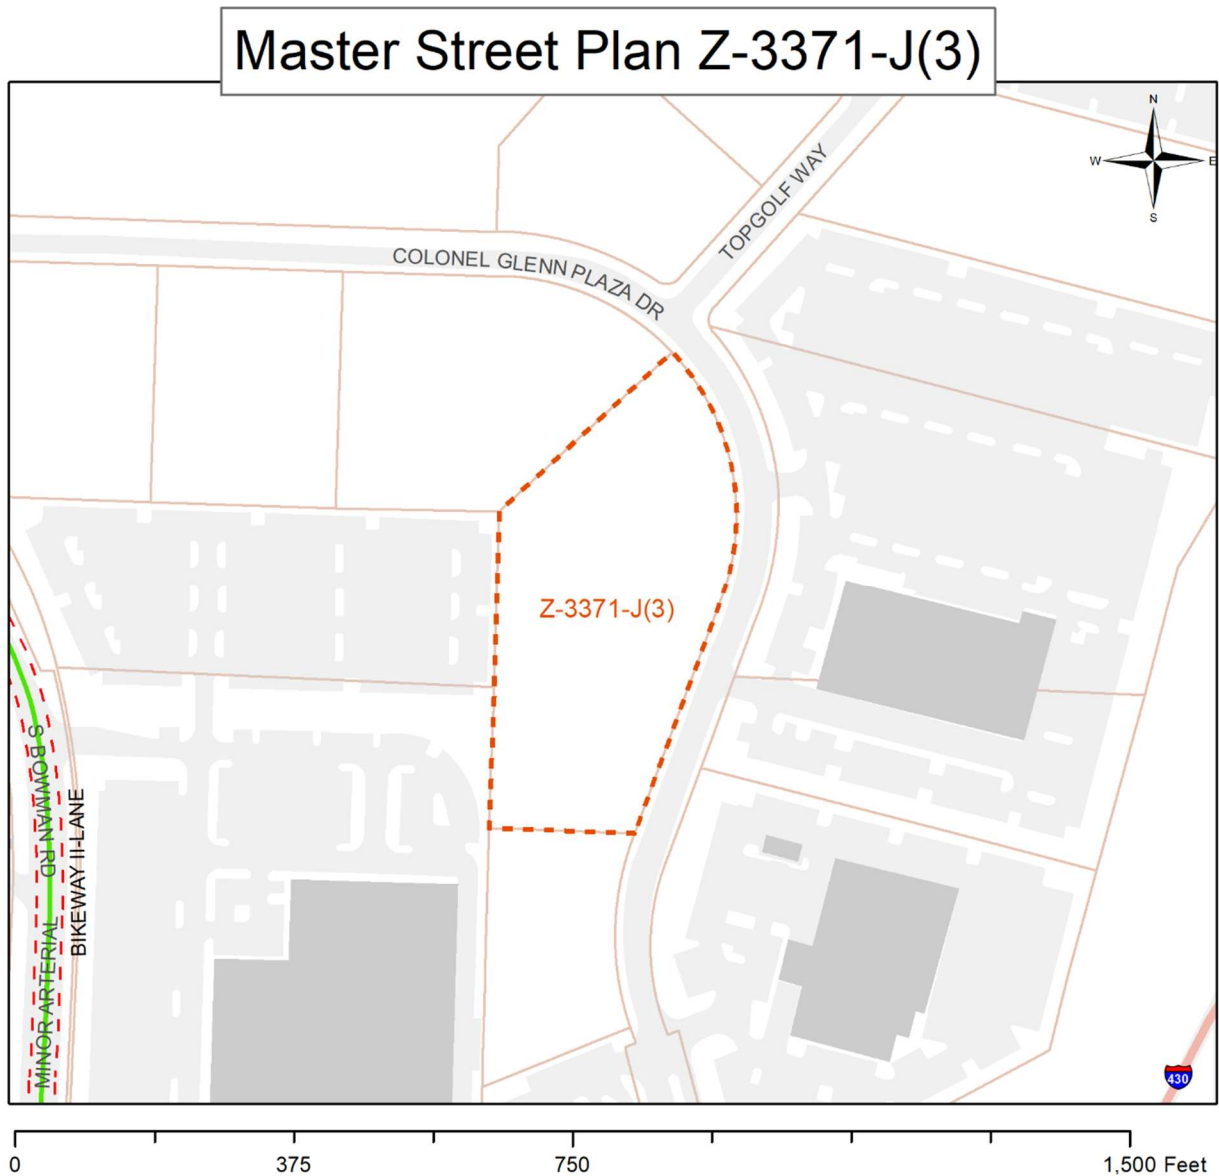 Master Street Plan Z-3371-J(3)
N
W E
S
TOPGOLF WAY
COLONEL GLENN PLAZA DR
Z-3371-J(3)
S BOWMAN RD
BIKEWAY II-LANE
MINOR ARTERIAL
430
0 375 750 1,500 Feet